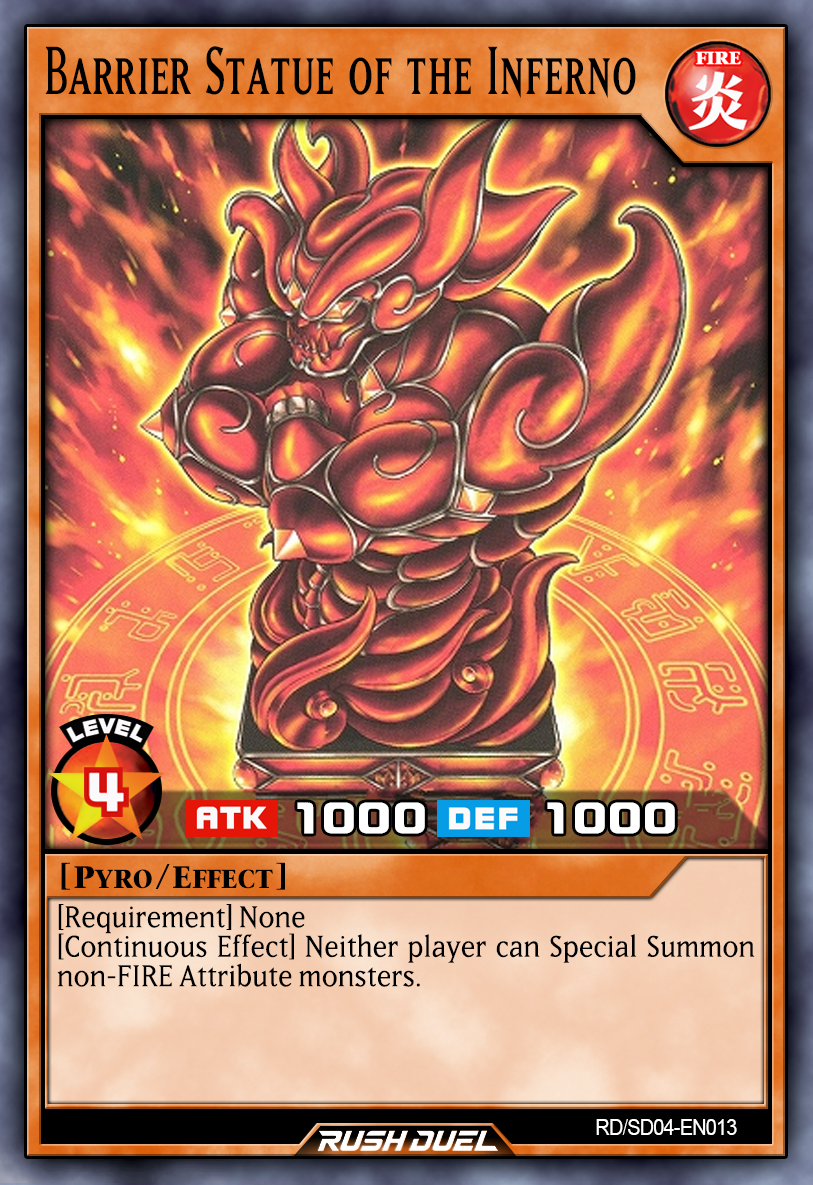 BARRIER STATUE OF THE INFERNO
FIRE
炎
LEVEL
4
ATK 1000 DEF 1000
[PYRO/EFFECT]
[Requirement] None
[Continuous Effect] Neither player can Special Summon
non-FIRE Attribute monsters.
RD/SD04-EN013
RUSH DUEL